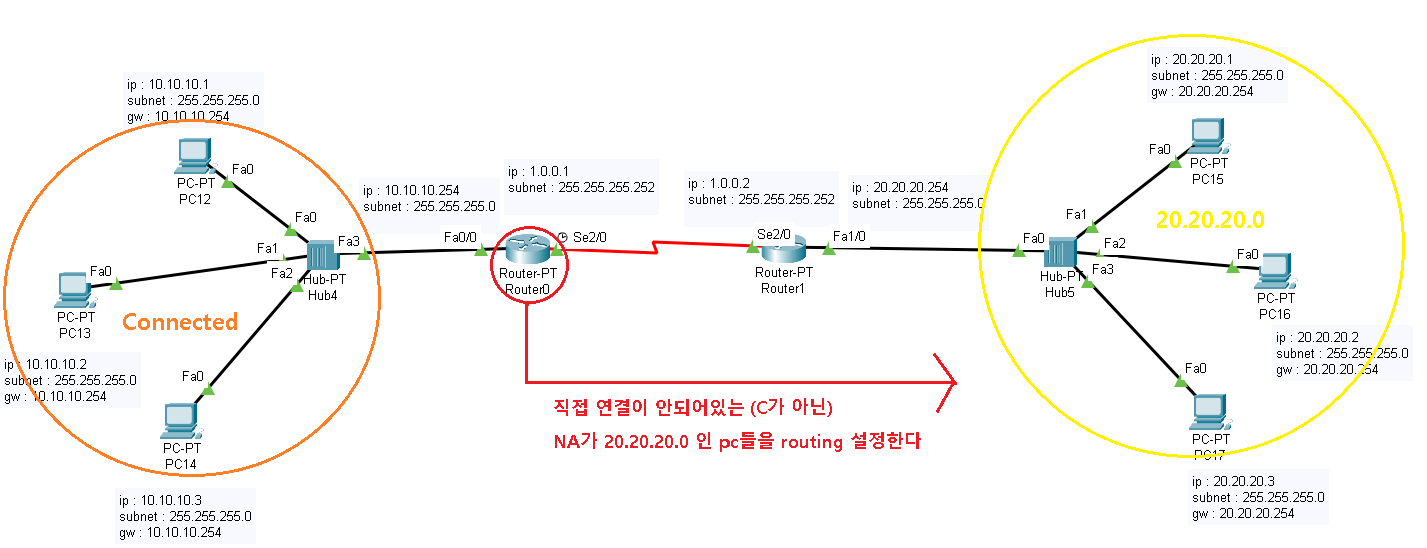 ip : 10.10.10.1
subnet : 255.255.255.0
gw : 10.10.10.254
Fa0
PC-PT
PC12
Fa0
Fa1
Fa2
Fa3
Hub-PT
Hub4
Fa0
PC-PT
PC13
Connected
ip : 10.10.10.2
subnet : 255.255.255.0
gw : 10.10.10.254
Fa0
PC-PT
PC14
ip : 10.10.10.3
subnet : 255.255.255.0
gw : 10.10.10.254
ip : 10.10.10.254
subnet : 255.255.255.0
Fa0/0
ip : 1.0.0.1
subnet : 255.255.255.252
Se2/0
Router-PT
Router0
ip : 1.0.0.2
subnet : 255.255.255.252
Se2/0
Router-PT
Router1
ip : 20.20.20.254
subnet : 255.255.255.0
Fa1/0
직접 연결이 안되어있는 (C가 아닌)
NA가 20.20.20.0 인 pc들을 routing 설정한다
Fa0
Fa1
Fa2
Fa3
Hub-PT
Hub5
ip : 20.20.20.1
subnet : 255.255.255.0
gw : 20.20.20.254
Fa0
PC-PT
PC15
20.20.20.0
Fa0
PC-PT
PC16
ip : 20.20.20.2
subnet : 255.255.255.0
gw : 20.20.20.254
Fa0
PC-PT
PC17
ip : 20.20.20.3
subnet : 255.255.255.0
gw : 20.20.20.254